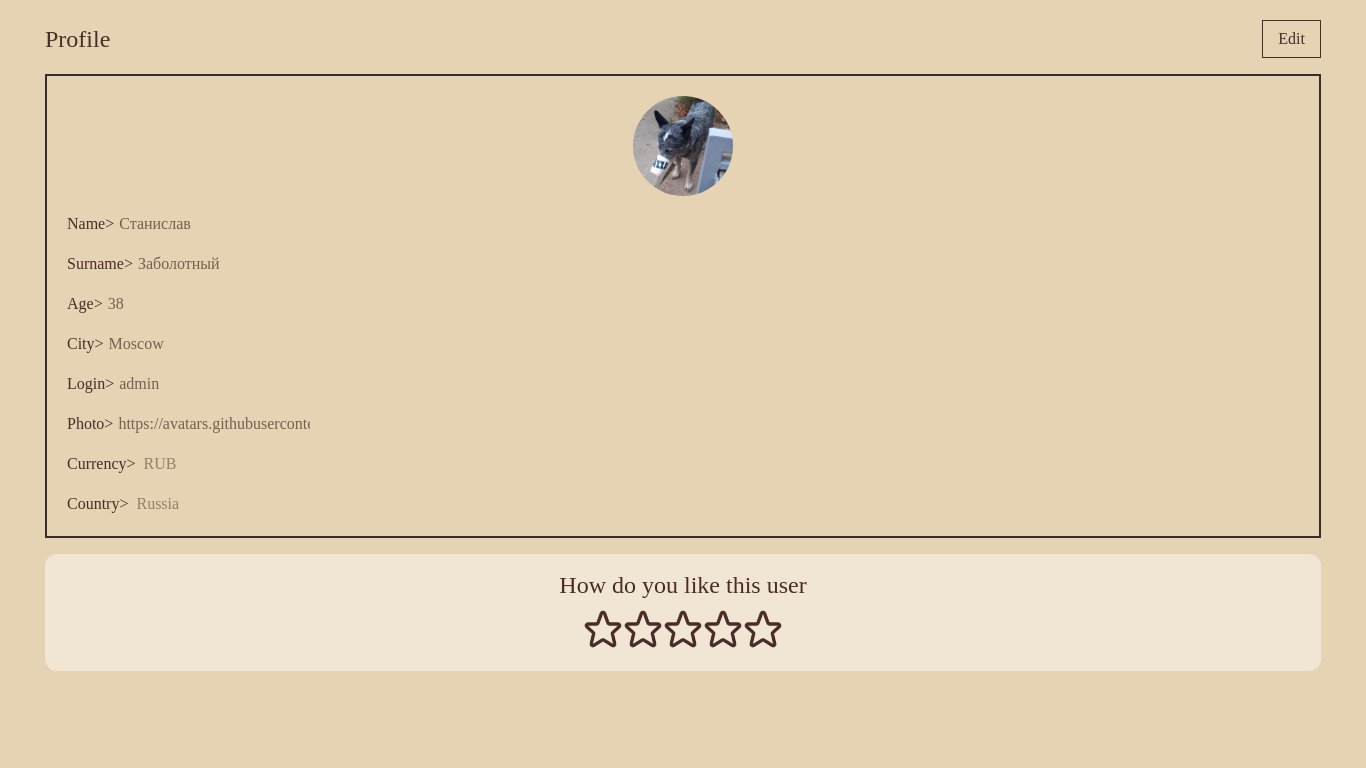 Profile
Edit
Name> Станислав
Surname> Заболотный
Age> 38
City> Moscow
Login> admin
Photo> https://avatars.githubuserconte
Currency> RUB
Country> Russia
How do you like this user